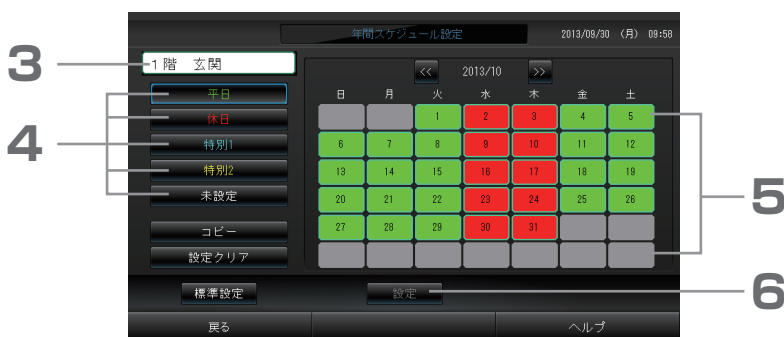 年間スケジュール設定 2013/09/30 (月) 09:58
3
1階 玄関
<< 2013/10 >>
日 月 火 水 木 金 土
平日
1 2 3 4 5
休日
4
6 7 8 9 10 11 12
特別1
13 14 15 16 17 18 19
特別2
20 21 22 23 24 25 26
未設定
5
27 28 29 30 31
コピー
設定クリア
標準設定 設定
6
戻る ヘルプ